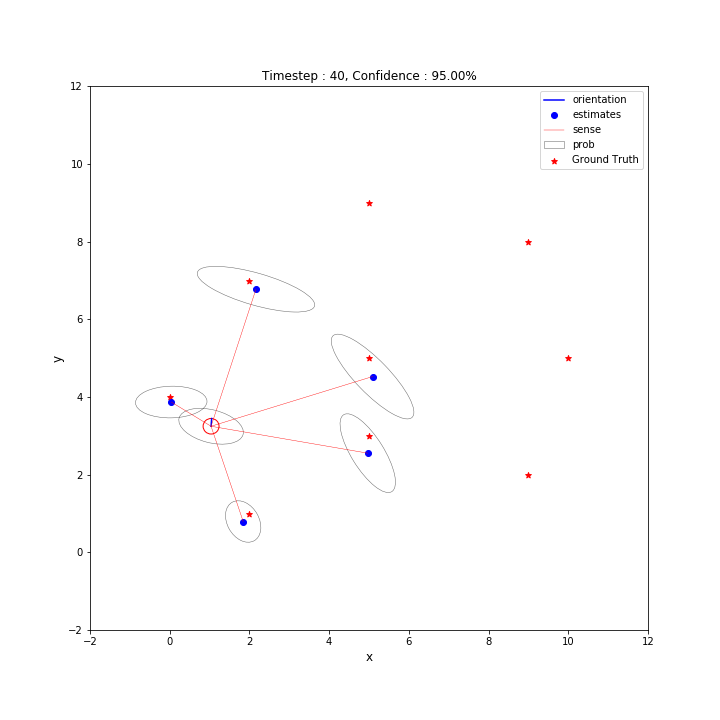 Timestep : 40, Confidence : 95.00%
orientation
estimates
sense
prob
Ground Truth
12
10
8
6
4
2
0
−2
y
−2 0 2 4 6 8 10 12
x